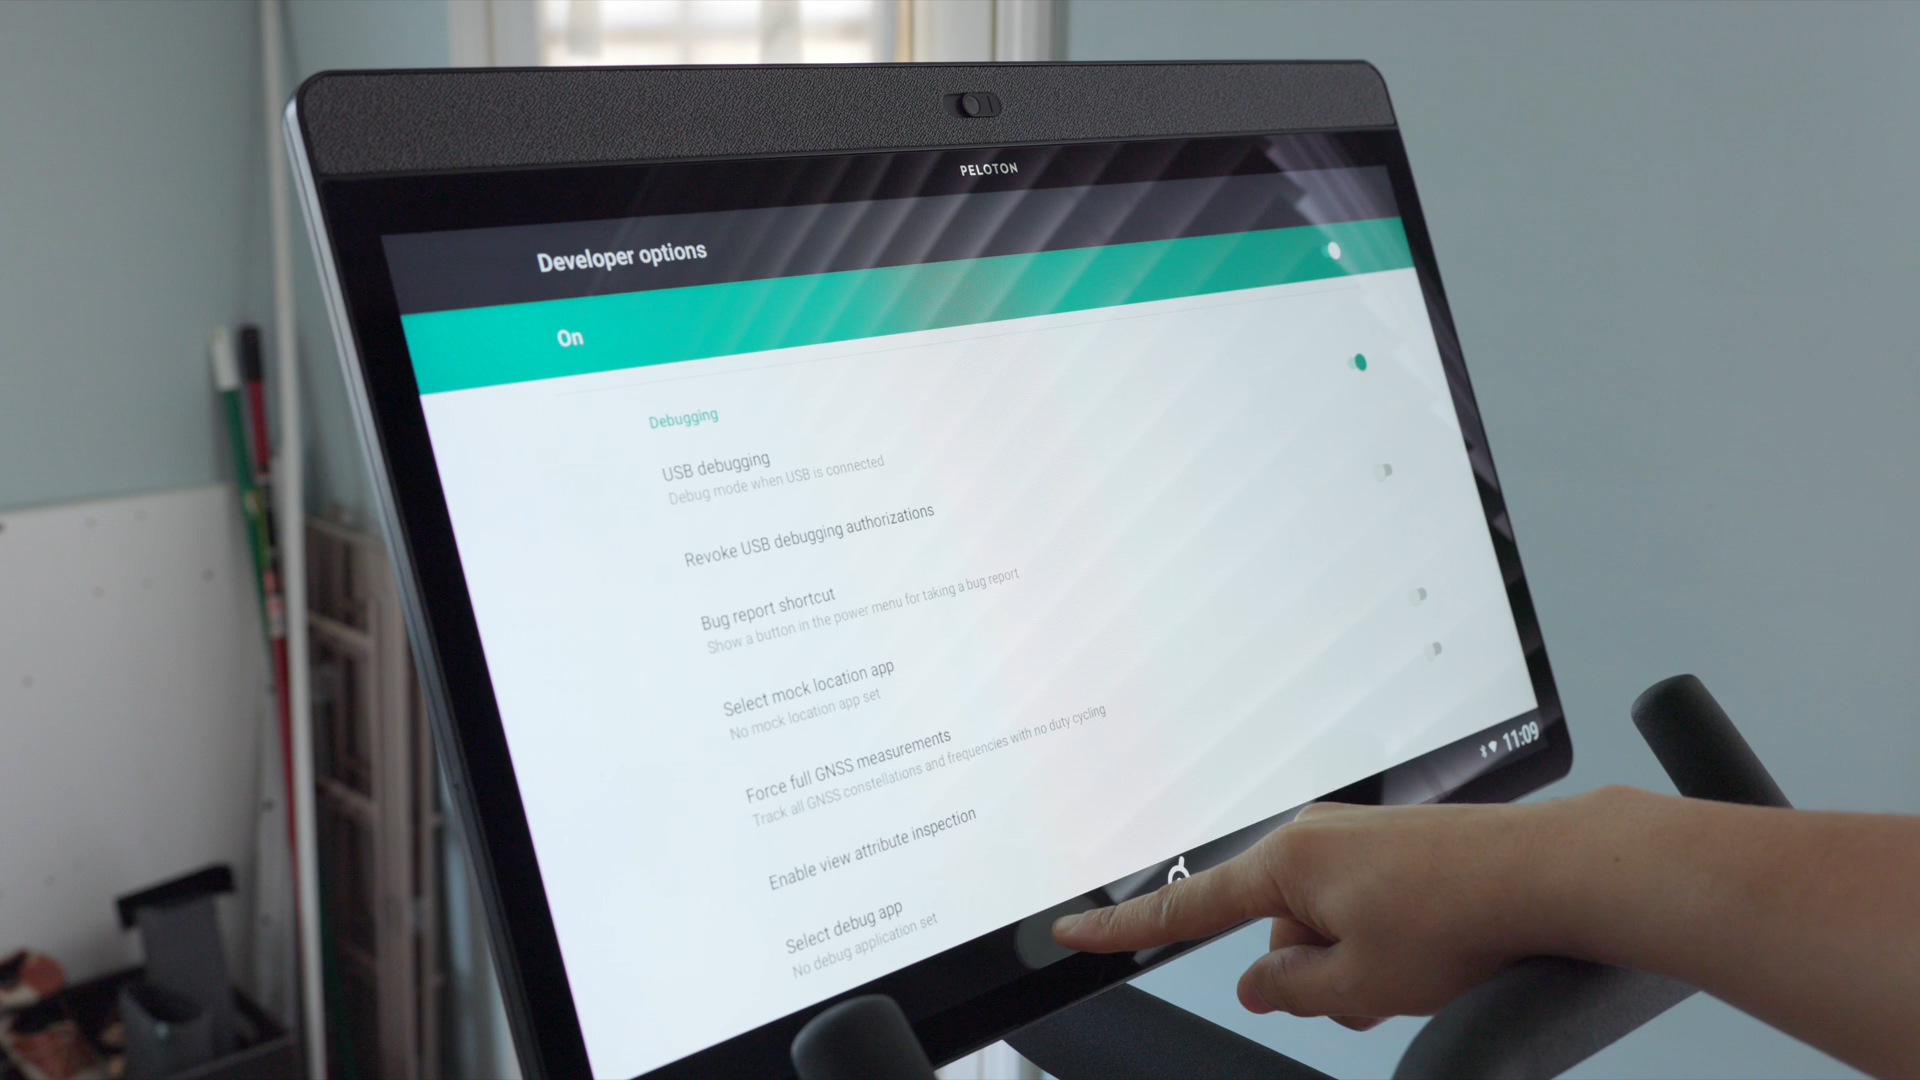 PELOTON
Developer options
On
Debugging
USB debugging
Debug mode when USB is connected
Revoke USB debugging authorizations
Bug report shortcut
Show a button in the power menu for taking a bug report
Select mock location app
No mock location app set
Force full GNSS measurements
Track all GNSS constellations and frequencies with no duty cycling
Enable view attribute inspection
Select debug app
No debug application set
11:09